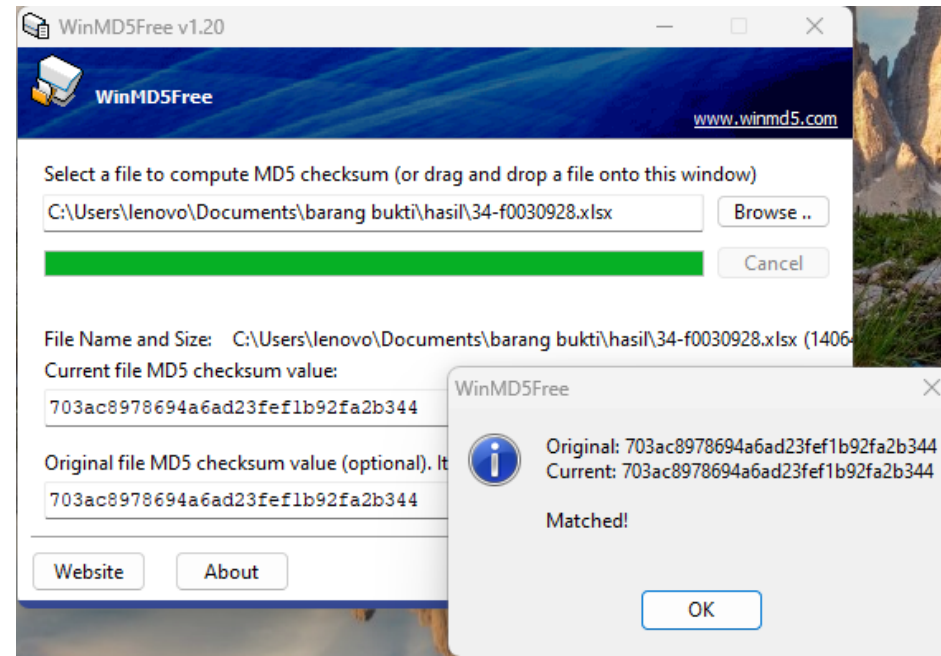 WinMD5Free v1.20
WinMD5Free
www.winmd5.com
Select a file to compute MD5 checksum (or drag and drop a file onto this window)
C:\Users\lenovo\Documents\barang bukti\hasil\34-f0030928.xlsx
Browse ..
Cancel
File Name and Size: C:\Users\lenovo\Documents\barang bukti\hasil\34-f0030928.xlsx (1406
Current file MD5 checksum value:
703ac8978694a6ad23fef1b92fa2b344
Original file MD5 checksum value (optional). It
703ac8978694a6ad23fef1b92fa2b344
Website
About
WinMD5Free
Original: 703ac8978694a6ad23fef1b92fa2b344
Current: 703ac8978694a6ad23fef1b92fa2b344
Matched!
OK